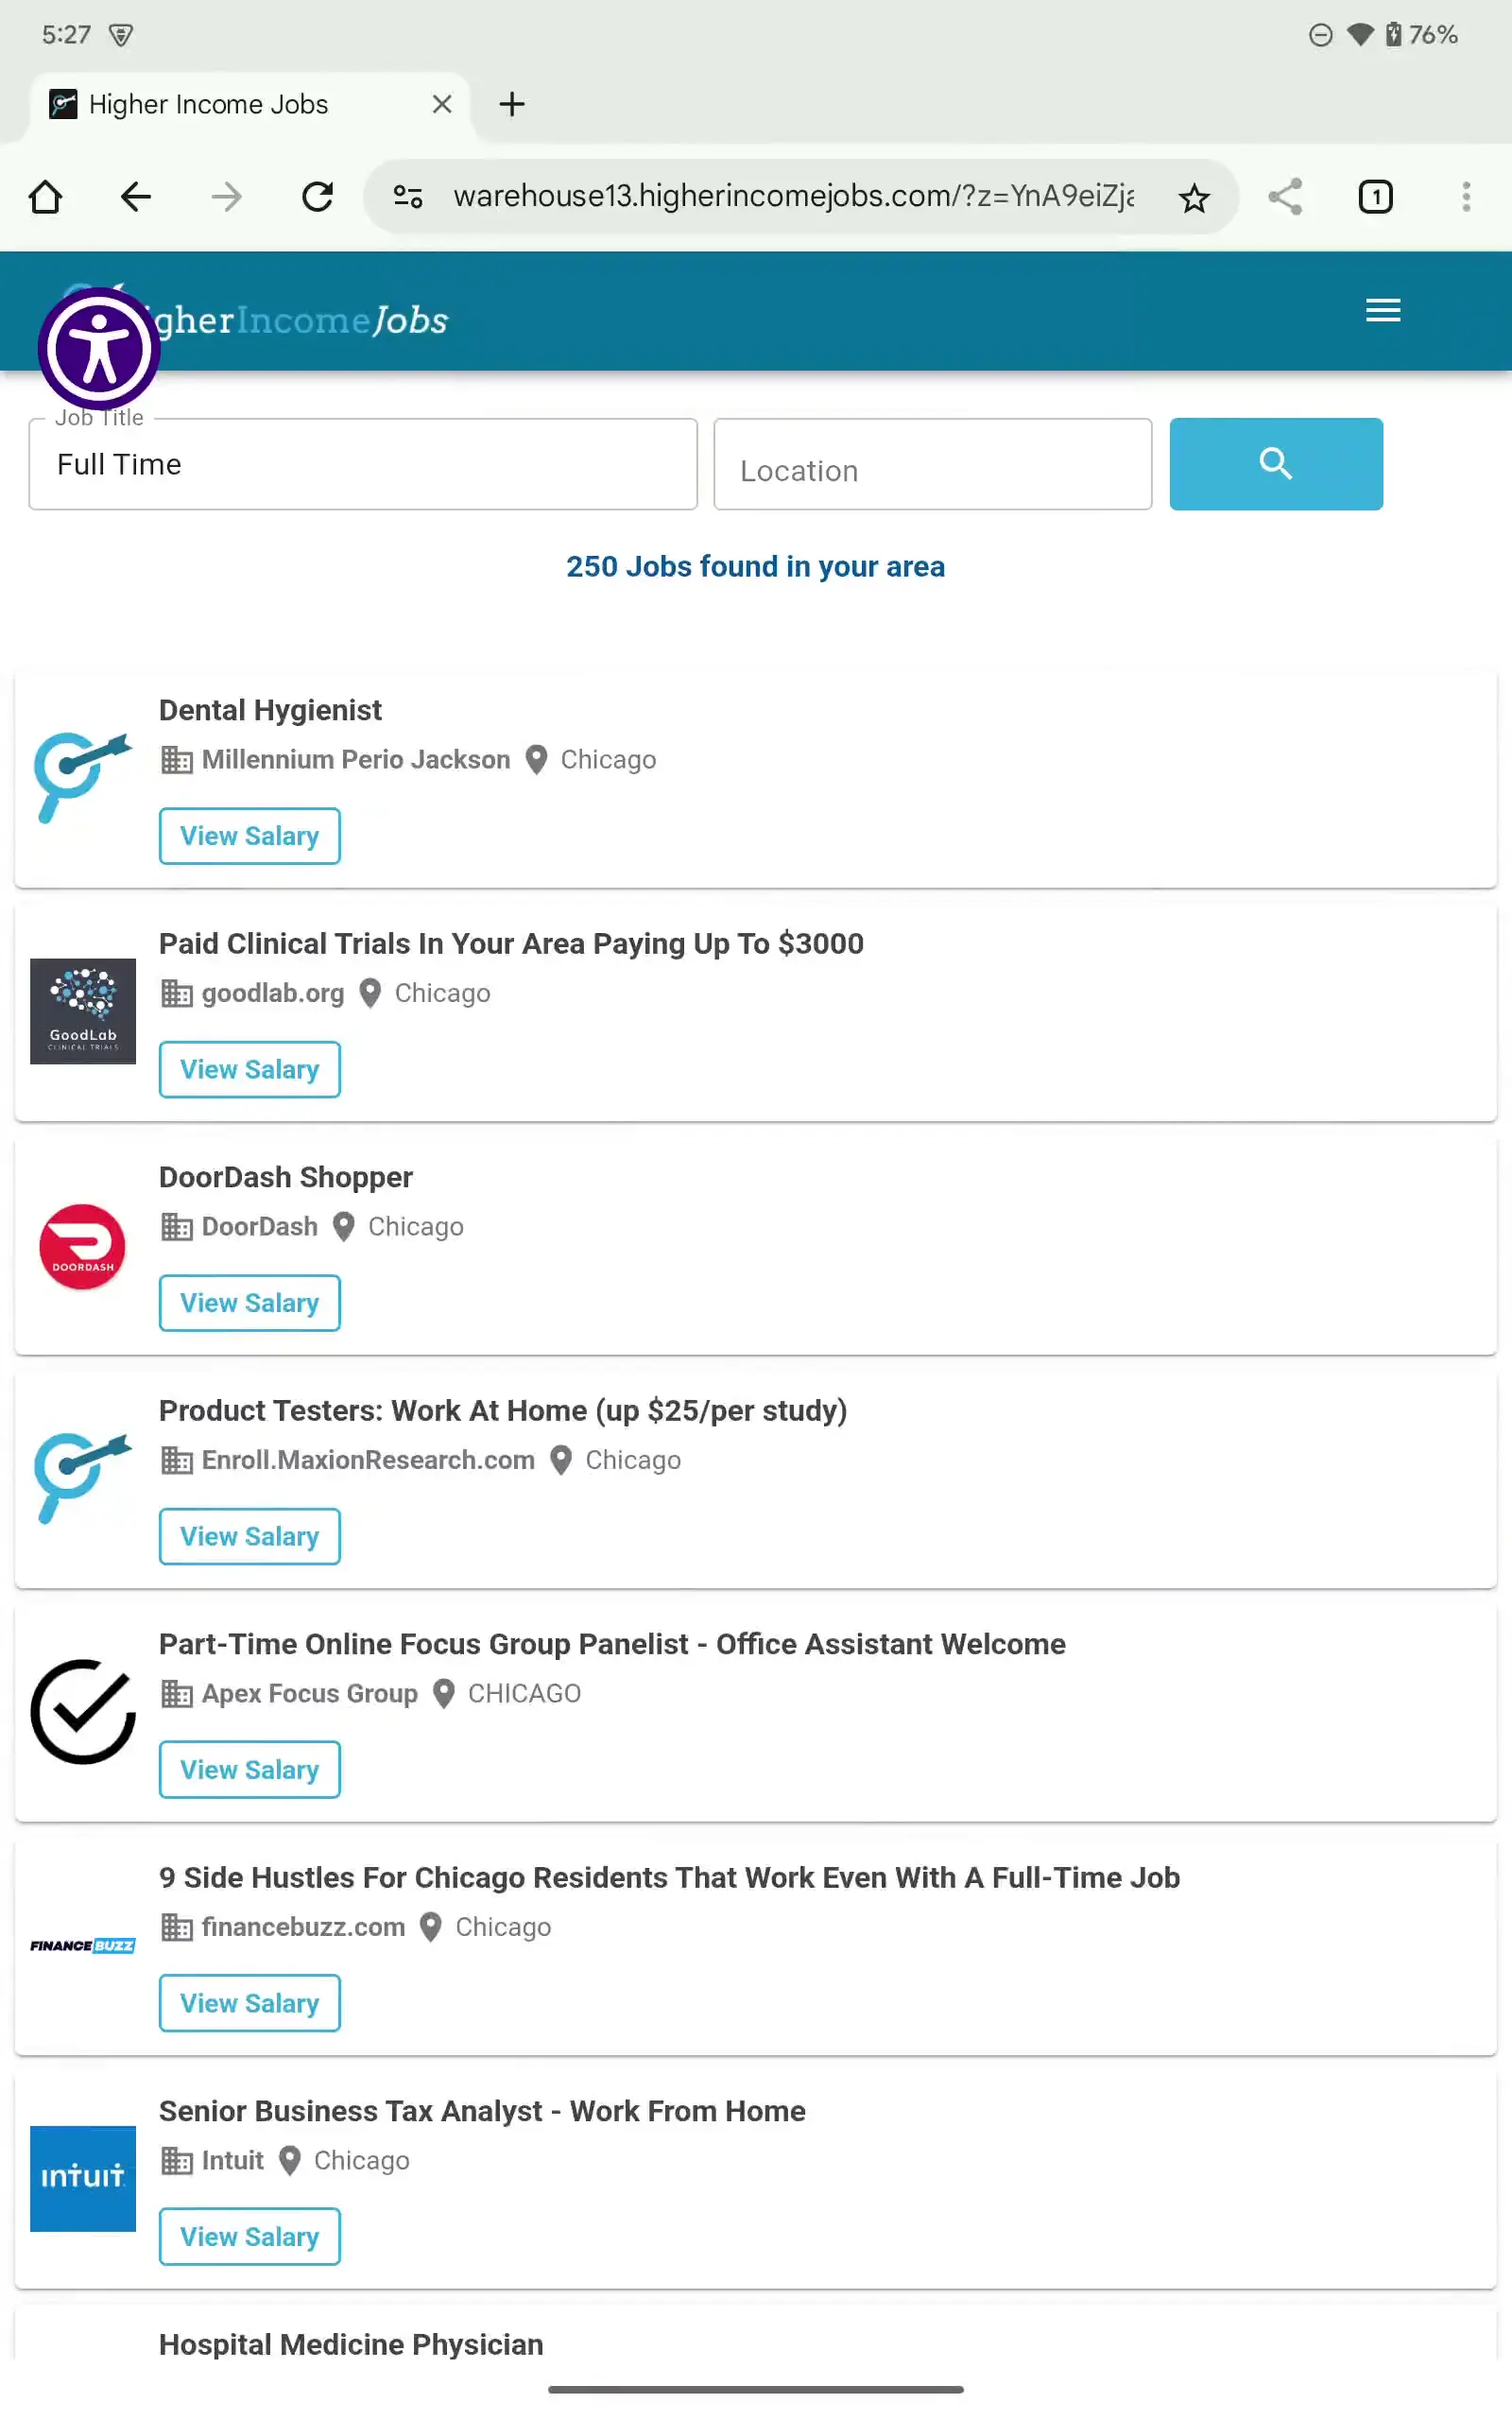 5:27
76%
Higher Income Jobs
warehouse13.higherincomejobs.com/?z=YnA9eiZj
1
gherIncomeJobs
Job Title
Full Time
Location
250 Jobs found in your area
Dental Hygienist
Millennium Perio Jackson Chicago
View Salary
Paid Clinical Trials In Your Area Paying Up To $3000
goodlab.org Chicago
GoodLab
CLINICAL TRIALS
View Salary
DoorDash Shopper
DoorDash Chicago
DOORDASH
View Salary
Product Testers: Work At Home (up $25/per study)
Enroll.MaxionResearch.com Chicago
View Salary
Part-Time Online Focus Group Panelist - Office Assistant Welcome
Apex Focus Group CHICAGO
View Salary
9 Side Hustles For Chicago Residents That Work Even With A Full-Time Job
financebuzz.com Chicago
FINANCEBUZZ
View Salary
Senior Business Tax Analyst - Work From Home
Intuit Chicago
INTUIT
View Salary
Hospital Medicine Physician